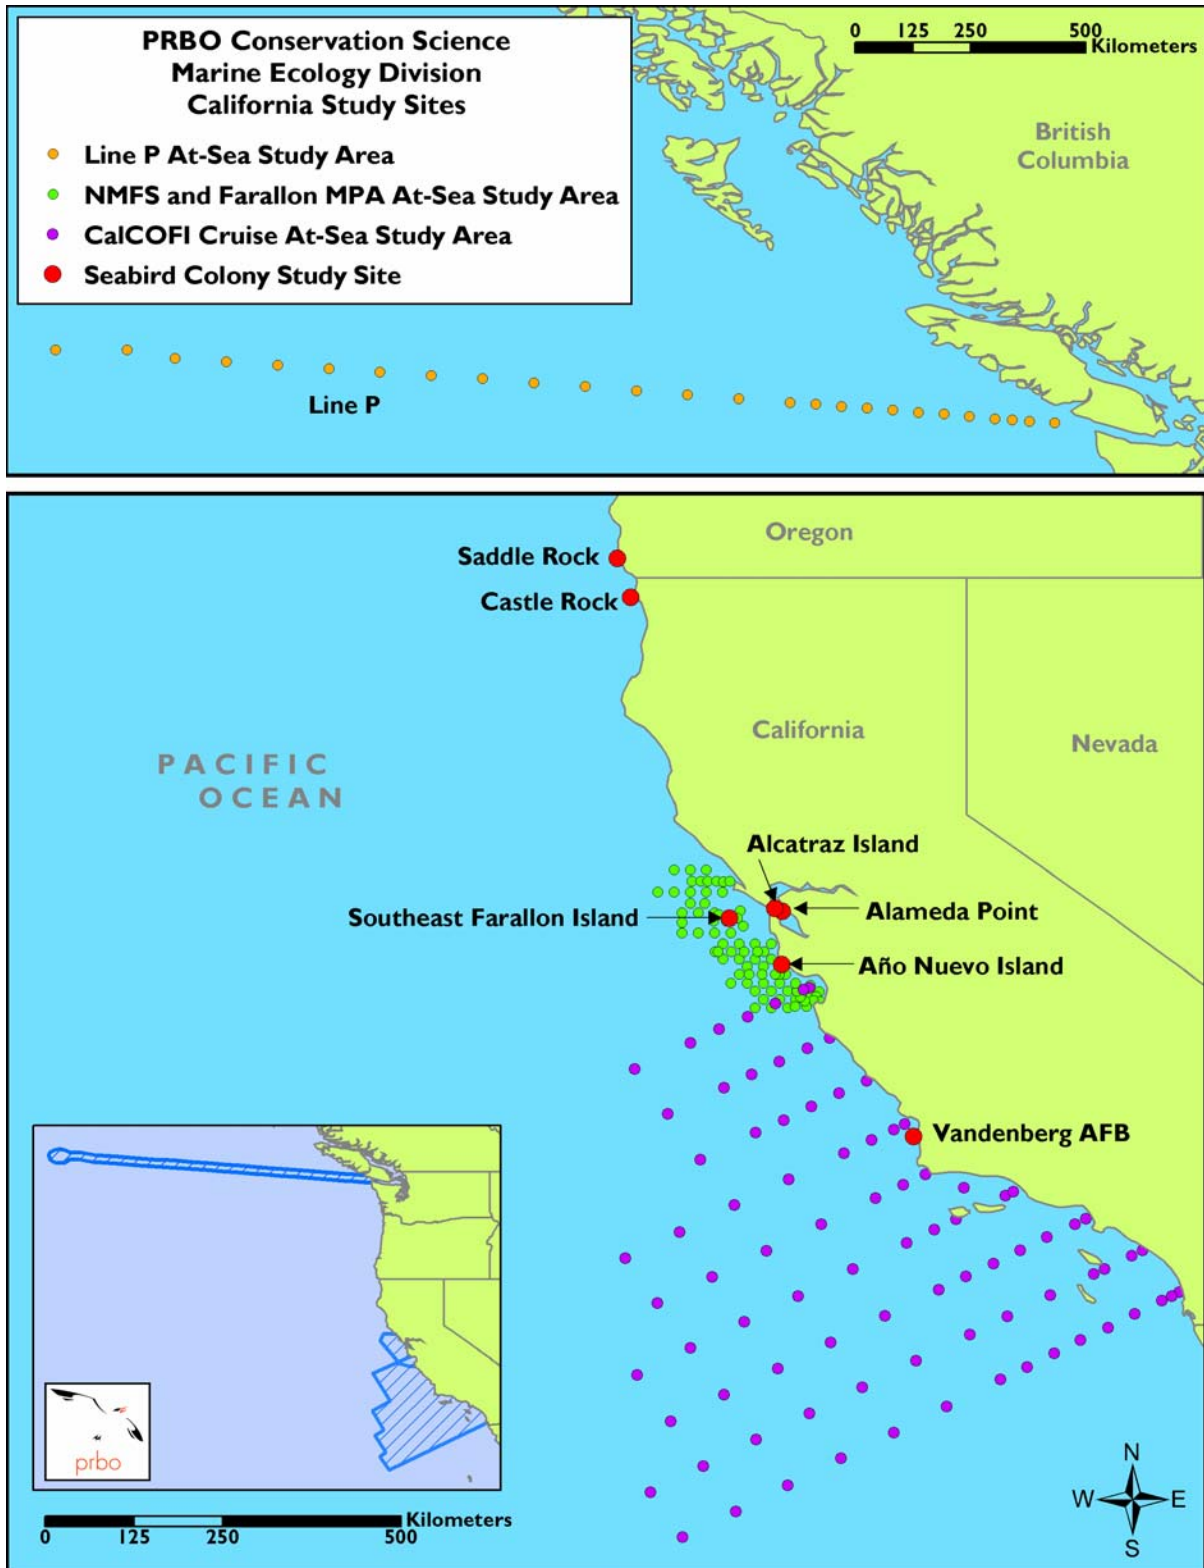 PRBO Conservation Science
Marine Ecology Division
California Study Sites
Line P At-Sea Study Area
NMFS and Farallon MPA At-Sea Study Area
CalCOFI Cruise At-Sea Study Area
Seabird Colony Study Site
0 125 250 500 Kilometers
British
Columbia
Line P
Oregon
Saddle Rock
Castle Rock
California
Nevada
PACIFIC
OCEAN
Alcatraz Island
Southeast Farallon Island
Alameda Point
Año Nuevo Island
Vandenberg AFB
prbo
0 125 250 500 Kilometers
N
W E
S